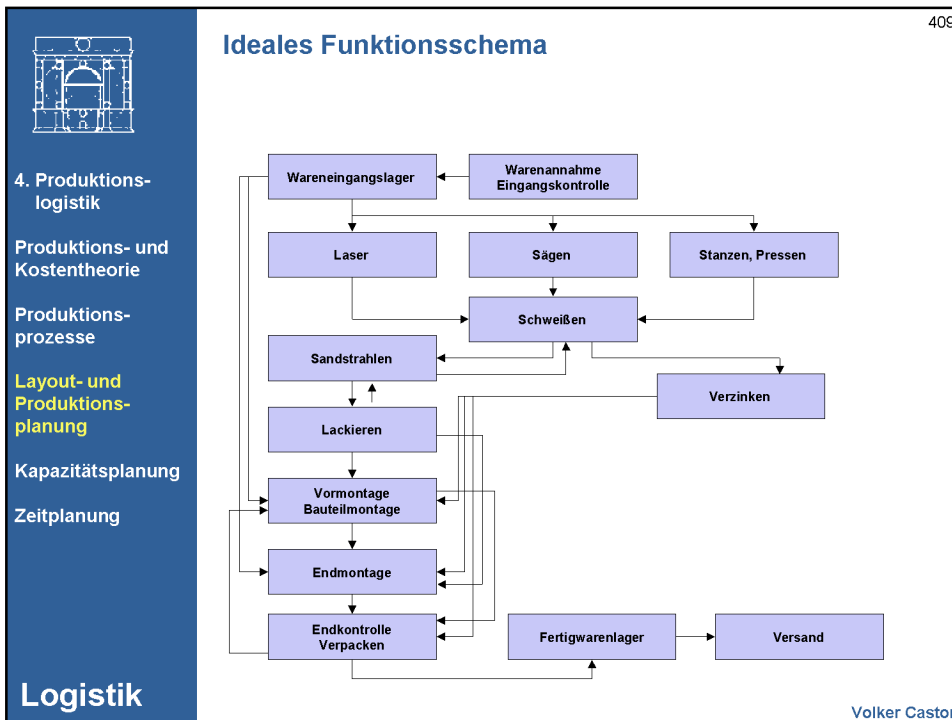 409
Ideales Funktionsschema
4. Produktions-
logistik
Produktions- und
Kostentheorie
Produktions-
prozesse
Layout- und
Produktions-
planung
Kapazitätsplanung
Zeitplanung
Logistik
Wareneingangslager
Warenannahme
Eingangskontrolle
Laser
Sägen
Stanzen, Pressen
Schweißen
Sandstrahlen
Verzinken
Lackieren
Vormontage
Bauteilmontage
Endmontage
Endkontrolle
Verpacken
Fertigwarenlager
Versand
Volker Castor